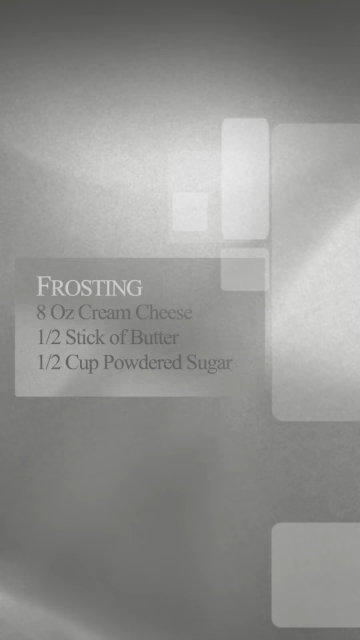 FROSTING
8 Oz Cream Cheese
1/2 Stick of Butter
1/2 Cup Powdered Sugar